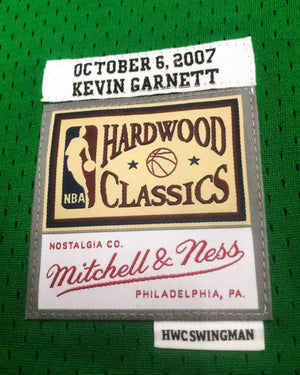 OCTOBER 6, 2007
KEVIN GARNETT
HARDWOOD
CLASSICS
NBA
NOSTALGIA CO.
Mitchell & Ness
PHILADELPHIA, PA.
HWC SWINGMAN